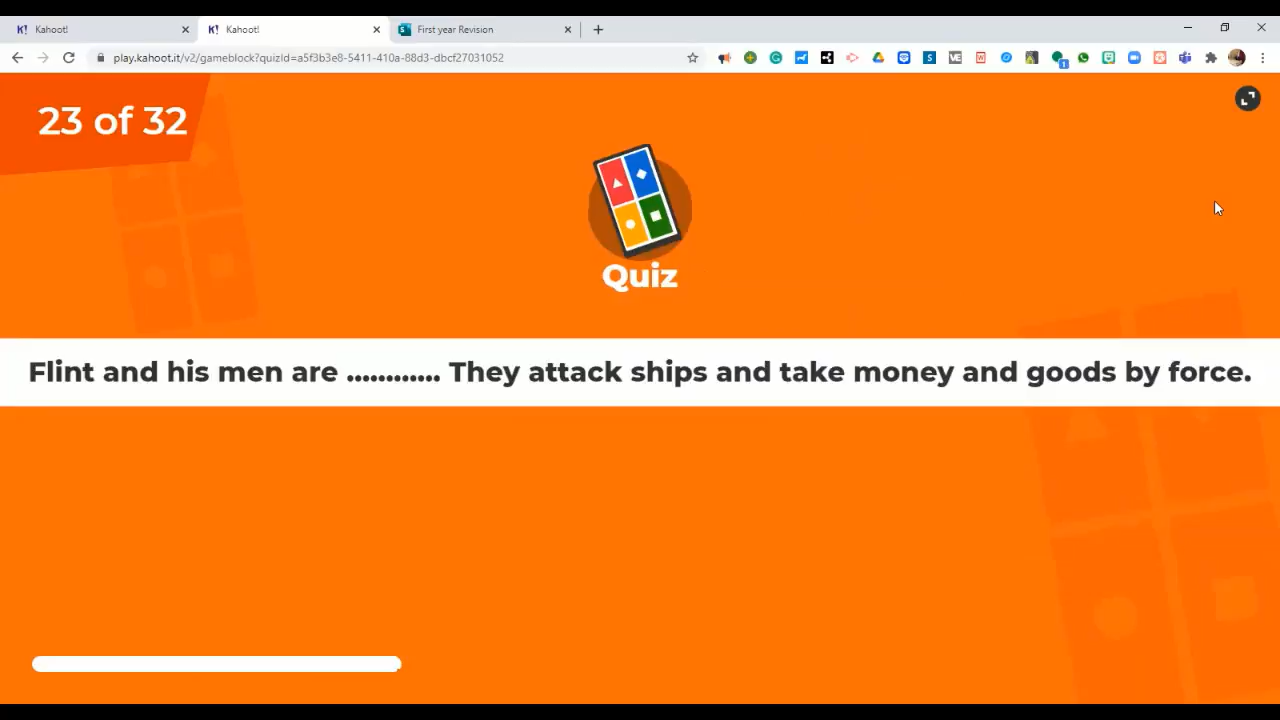 Kahoot!
Kahoot!
First year Revision
play.kahoot.it/v2/gameblock?quizId=a5f3b3e8-5411-410a-88d3-dbcf27031052
23 of 32
Quiz
Flint and his men are ............ They attack ships and take money and goods by force.